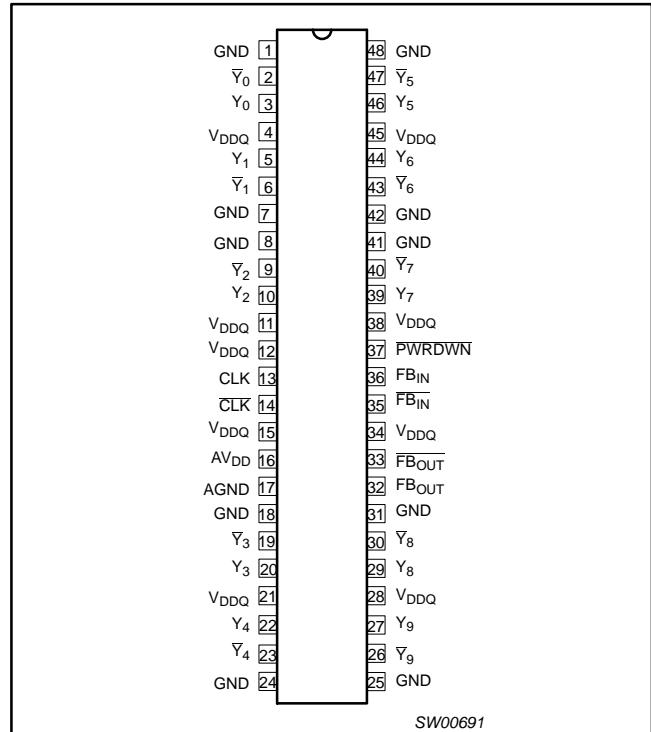 GND 1 48 GND
Y̅0 2 47 Y̅5
Y0 3 46 Y5
VDDQ 4 45 VDDQ
Y1 5 44 Y6
Y̅1 6 43 Y̅6
GND 7 42 GND
GND 8 41 GND
Y̅2 9 40 Y̅7
Y2 10 39 Y7
VDDQ 11 38 VDDQ
VDDQ 12 37 P̅W̅R̅D̅W̅N̅
CLK 13 36 FBIN
C̅L̅K̅ 14 35 F̅B̅I̅N̅
VDDQ 15 34 VDDQ
AVDD 16 33 F̅B̅O̅U̅T̅
AGND 17 32 FBOUT
GND 18 31 GND
Y̅3 19 30 Y̅8
Y3 20 29 Y8
VDDQ 21 28 VDDQ
Y4 22 27 Y9
Y̅4 23 26 Y̅9
GND 24 25 GND
SW00691